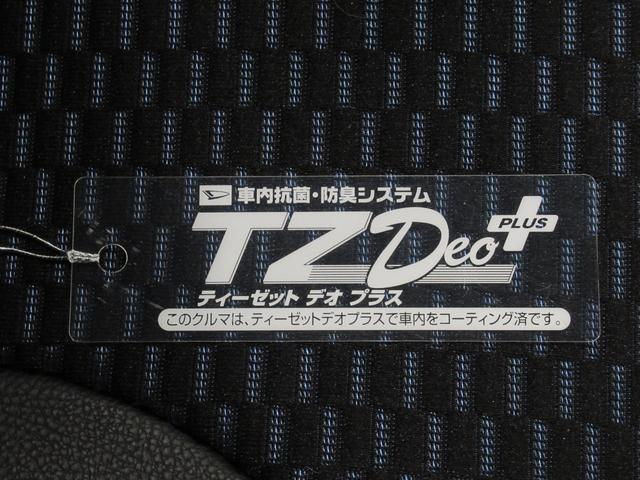 車内抗菌・防臭システム
TZ Deo PLUS
ティーゼット デオ プラス
このクルマは、ティーゼットデオプラスで車内をコーティング済です。